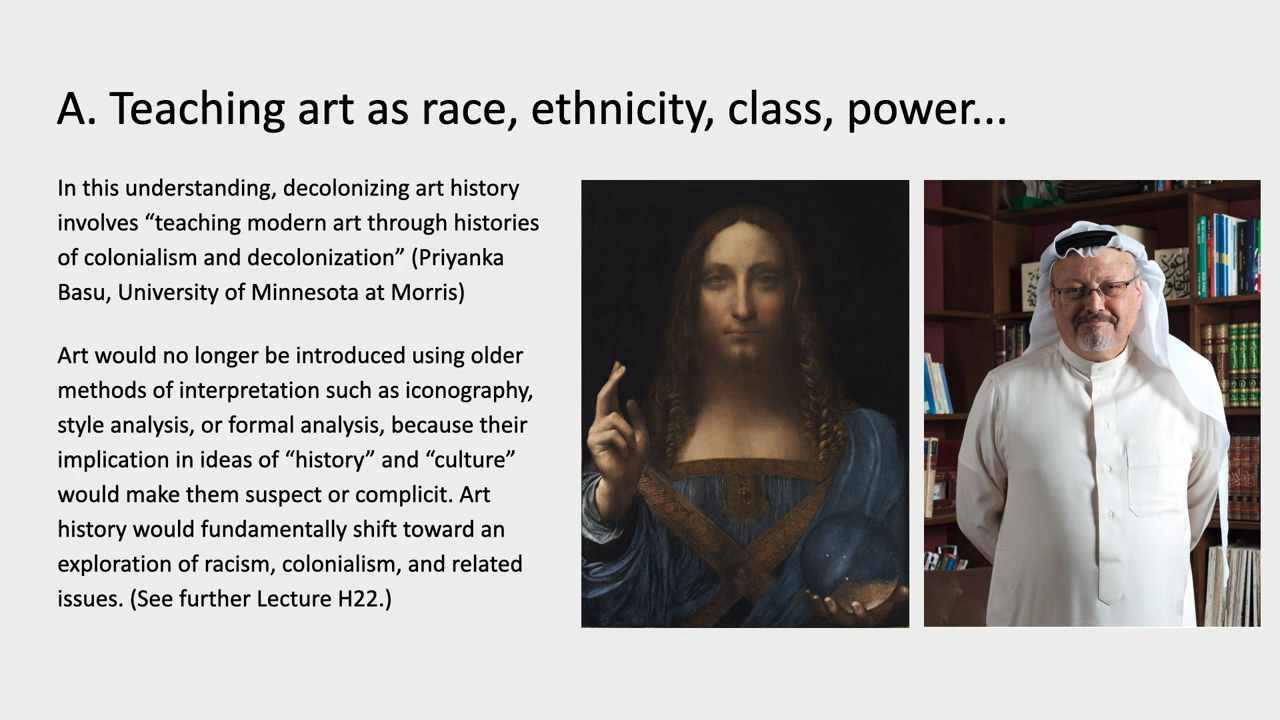 A. Teaching art as race, ethnicity, class, power...
In this understanding, decolonizing art history
involves “teaching modern art through histories
of colonialism and decolonization” (Priyanka
Basu, University of Minnesota at Morris)
Art would no longer be introduced using older
methods of interpretation such as iconography,
style analysis, or formal analysis, because their
implication in ideas of “history” and “culture”
would make them suspect or complicit. Art
history would fundamentally shift toward an
exploration of racism, colonialism, and related
issues. (See further Lecture H22.)